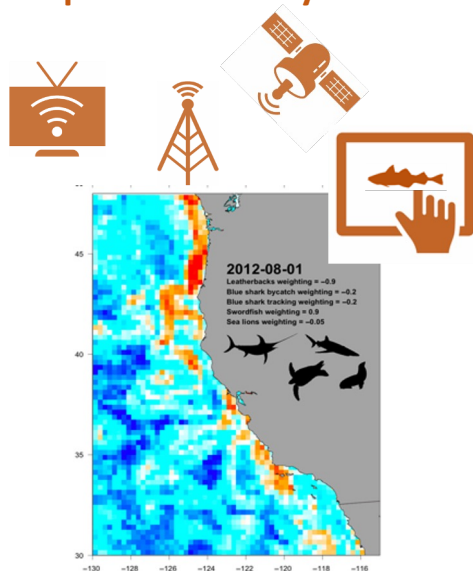 45
40
35
30
2012-08-01
Leatherbacks weighting = −0.9
Blue shark bycatch weighting = −0.2
Blue shark tracking weighting = −0.2
Swordfish weighting = 0.9
Sea lions weighting = −0.05
−130 −128 −126 −124 −122 −120 −118 −116